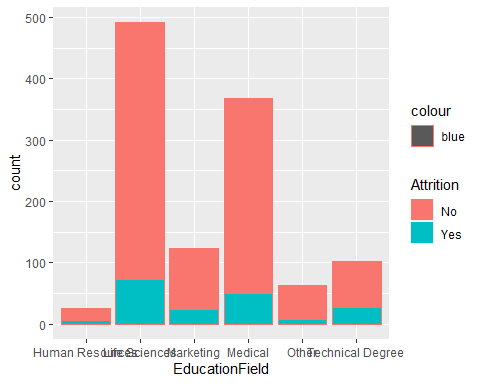 500
400
300
200
100
0
count
Human Resources
Life Sciences
Marketing
Medical
Other
Technical Degree
EducationField
colour
blue
Attrition
No
Yes